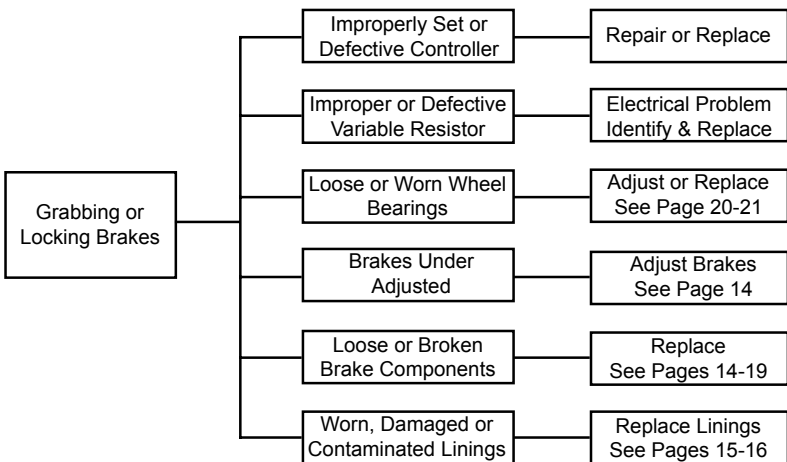 Grabbing or
Locking Brakes
Improperly Set or
Defective Controller
Repair or Replace
Improper or Defective
Variable Resistor
Electrical Problem
Identify & Replace
Loose or Worn Wheel
Bearings
Adjust or Replace
See Page 20-21
Brakes Under
Adjusted
Adjust Brakes
See Page 14
Loose or Broken
Brake Components
Replace
See Pages 14-19
Worn, Damaged or
Contaminated Linings
Replace Linings
See Pages 15-16